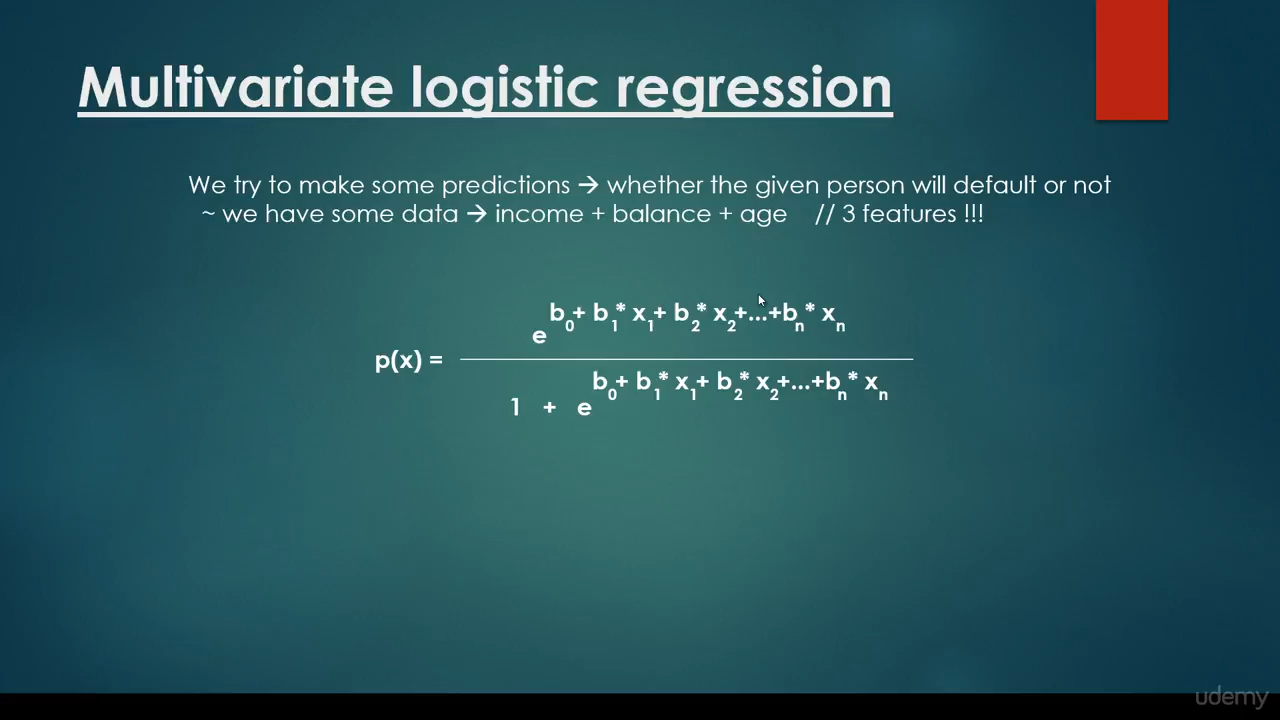 Multivariate logistic regression
We try to make some predictions → whether the given person will default or not
~ we have some data → income + balance + age // 3 features !!!
e^(b₀+ b₁* x₁+ b₂* x₂+...+bₙ* xₙ)
p(x) =
1 + e^(b₀+ b₁* x₁+ b₂* x₂+...+bₙ* xₙ)
udemy